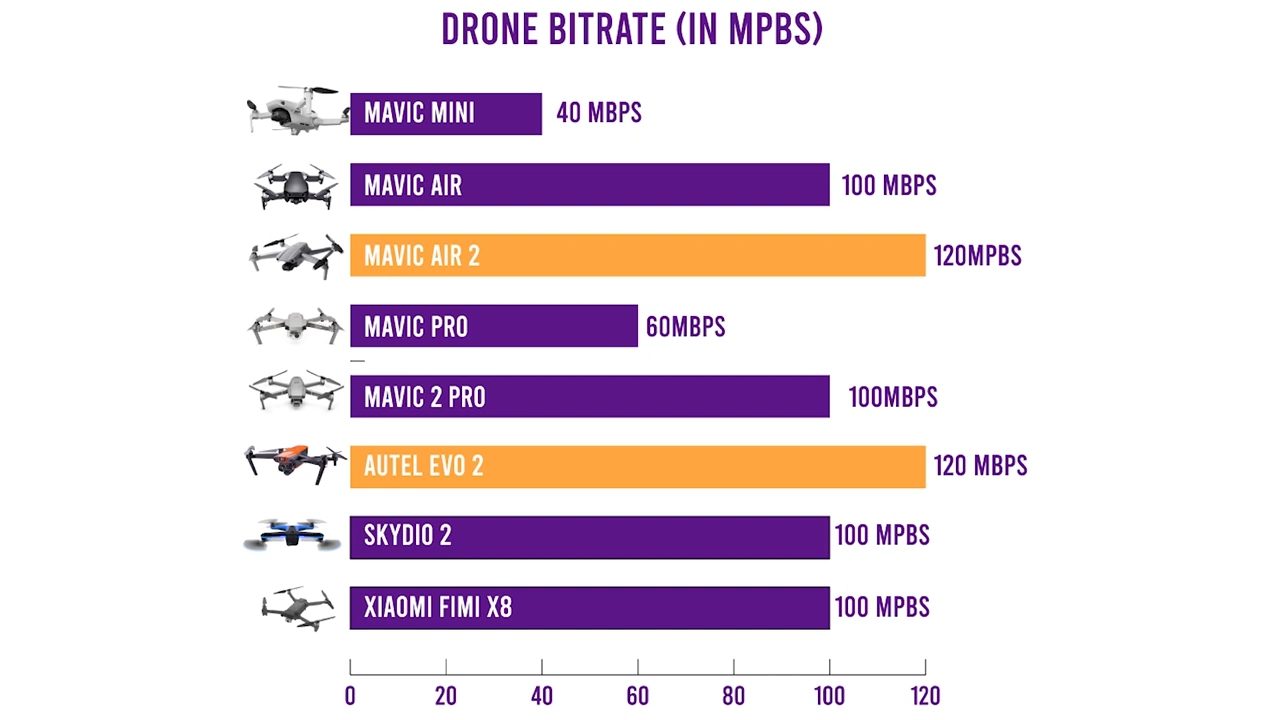 DRONE BITRATE (IN MPBS)
MAVIC MINI 40 MBPS
MAVIC AIR 100 MBPS
MAVIC AIR 2 120MPBS
MAVIC PRO 60MBPS
MAVIC 2 PRO 100MBPS
AUTEL EVO 2 120 MBPS
SKYDIO 2 100 MPBS
XIAOMI FIMI X8 100 MPBS
0 20 40 60 80 100 120